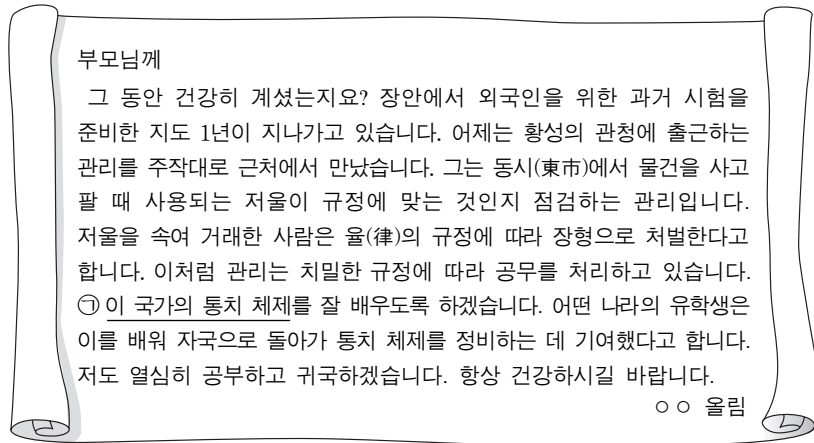 부모님께
그 동안 건강히 계셨는지요? 장안에서 외국인을 위한 과거 시험을
준비한 지도 1년이 지나가고 있습니다. 어제는 황성의 관청에 출근하는
관리를 주작대로 근처에서 만났습니다. 그는 동시(東市)에서 물건을 사고
팔 때 사용되는 저울이 규정에 맞는 것인지 점검하는 관리입니다.
저울을 속여 거래한 사람은 율(律)의 규정에 따라 장형으로 처벌한다고
합니다. 이처럼 관리는 치밀한 규정에 따라 공무를 처리하고 있습니다.
㉠ 이 국가의 통치 체제를 잘 배우도록 하겠습니다. 어떤 나라의 유학생은
이를 배워 자국으로 돌아가 통치 체제를 정비하는 데 기여했다고 합니다.
저도 열심히 공부하고 귀국하겠습니다. 항상 건강하시길 바랍니다.
○ ○ 올림